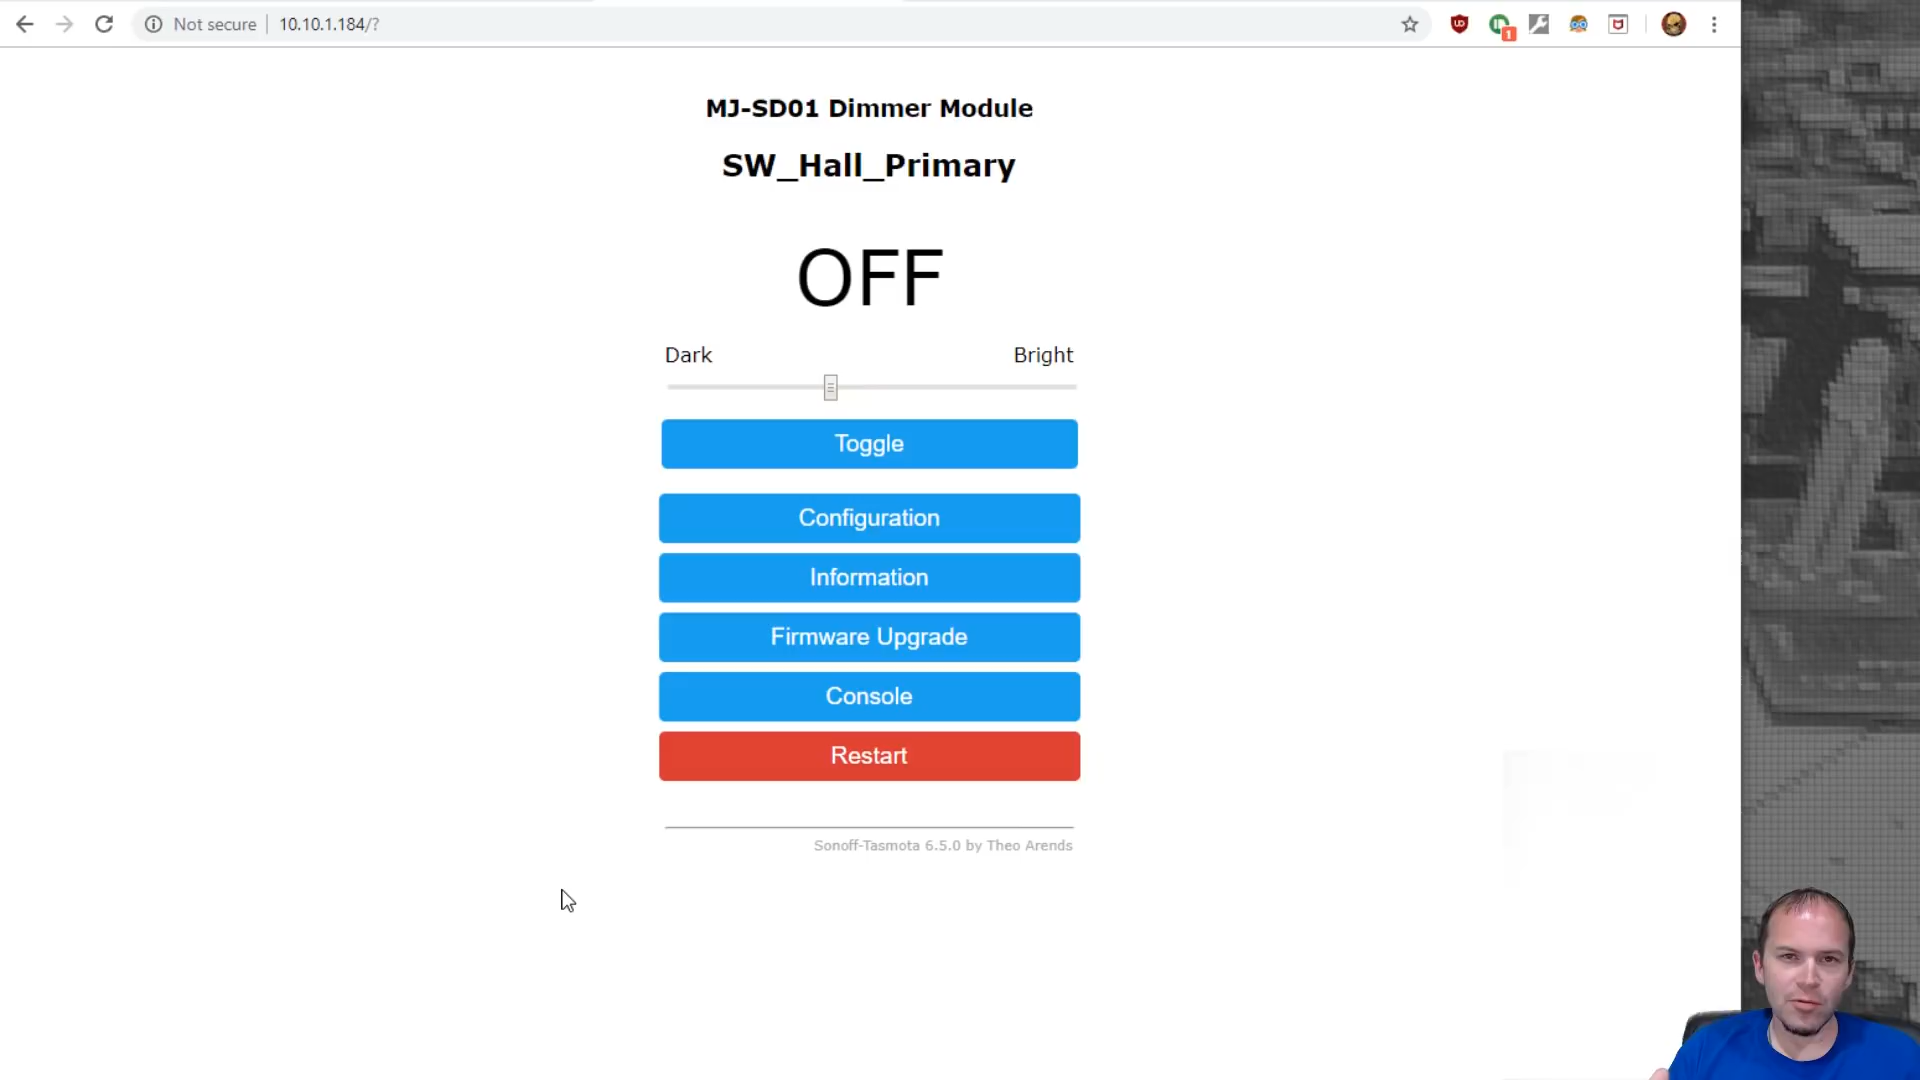 Not secure | 10.10.1.184/?
1
MJ-SD01 Dimmer Module
SW_Hall_Primary
OFF
Dark Bright
Toggle
Configuration
Information
Firmware Upgrade
Console
Restart
Sonoff-Tasmota 6.5.0 by Theo Arends